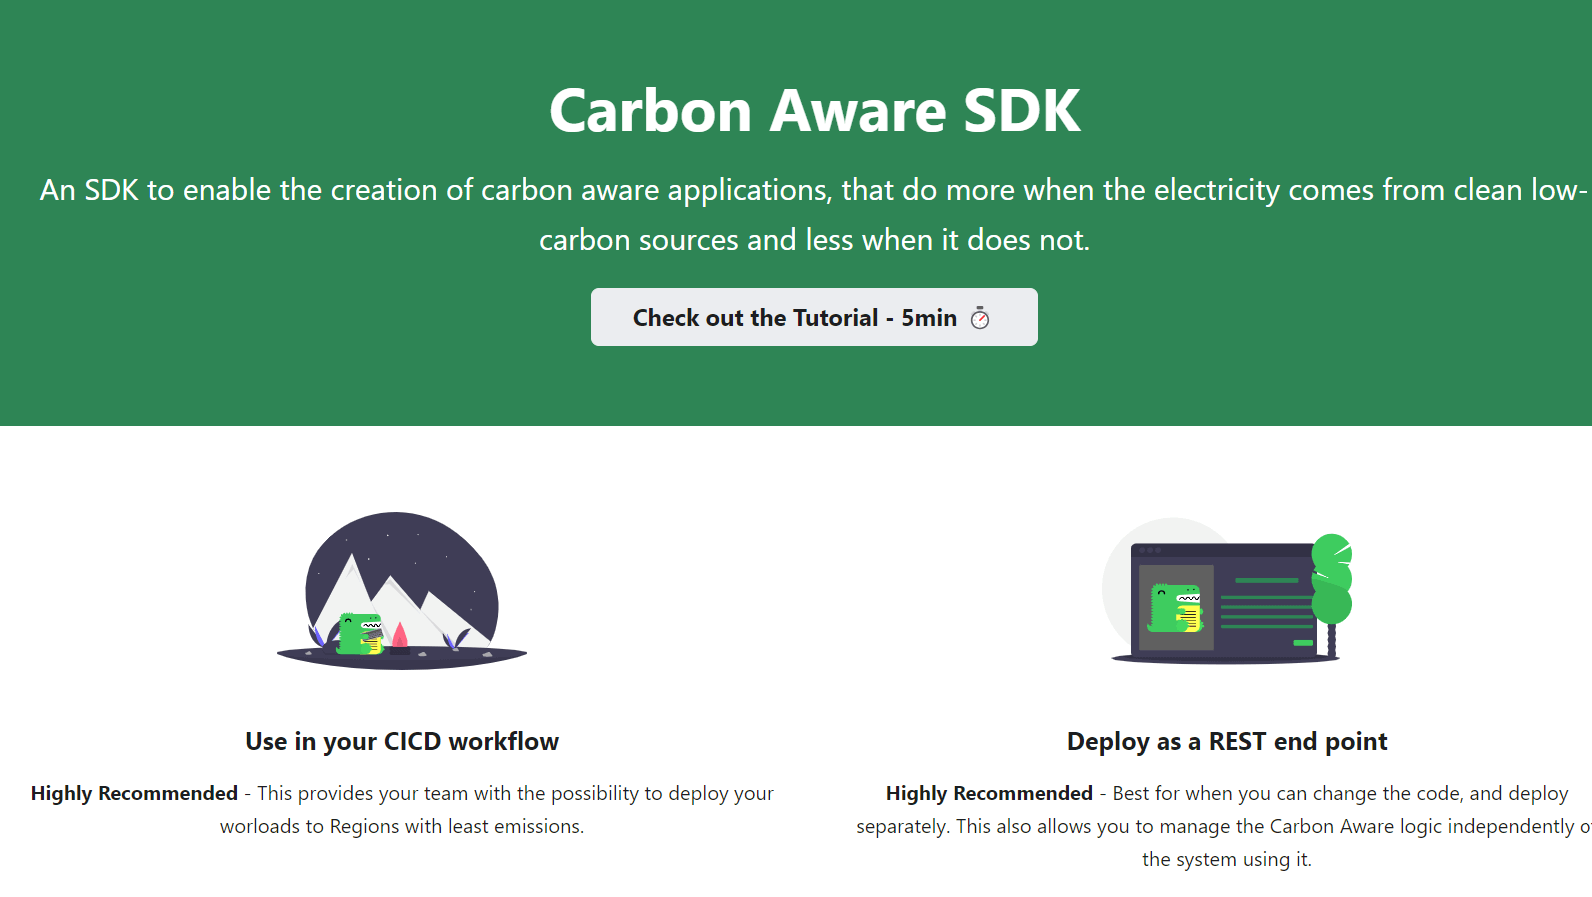 Carbon Aware SDK
An SDK to enable the creation of carbon aware applications, that do more when the electricity comes from clean low-
carbon sources and less when it does not.
Check out the Tutorial - 5min ⏱️
Use in your CICD workflow
Highly Recommended - This provides your team with the possibility to deploy your
worloads to Regions with least emissions.
Deploy as a REST end point
Highly Recommended - Best for when you can change the code, and deploy
separately. This also allows you to manage the Carbon Aware logic independently of
the system using it.